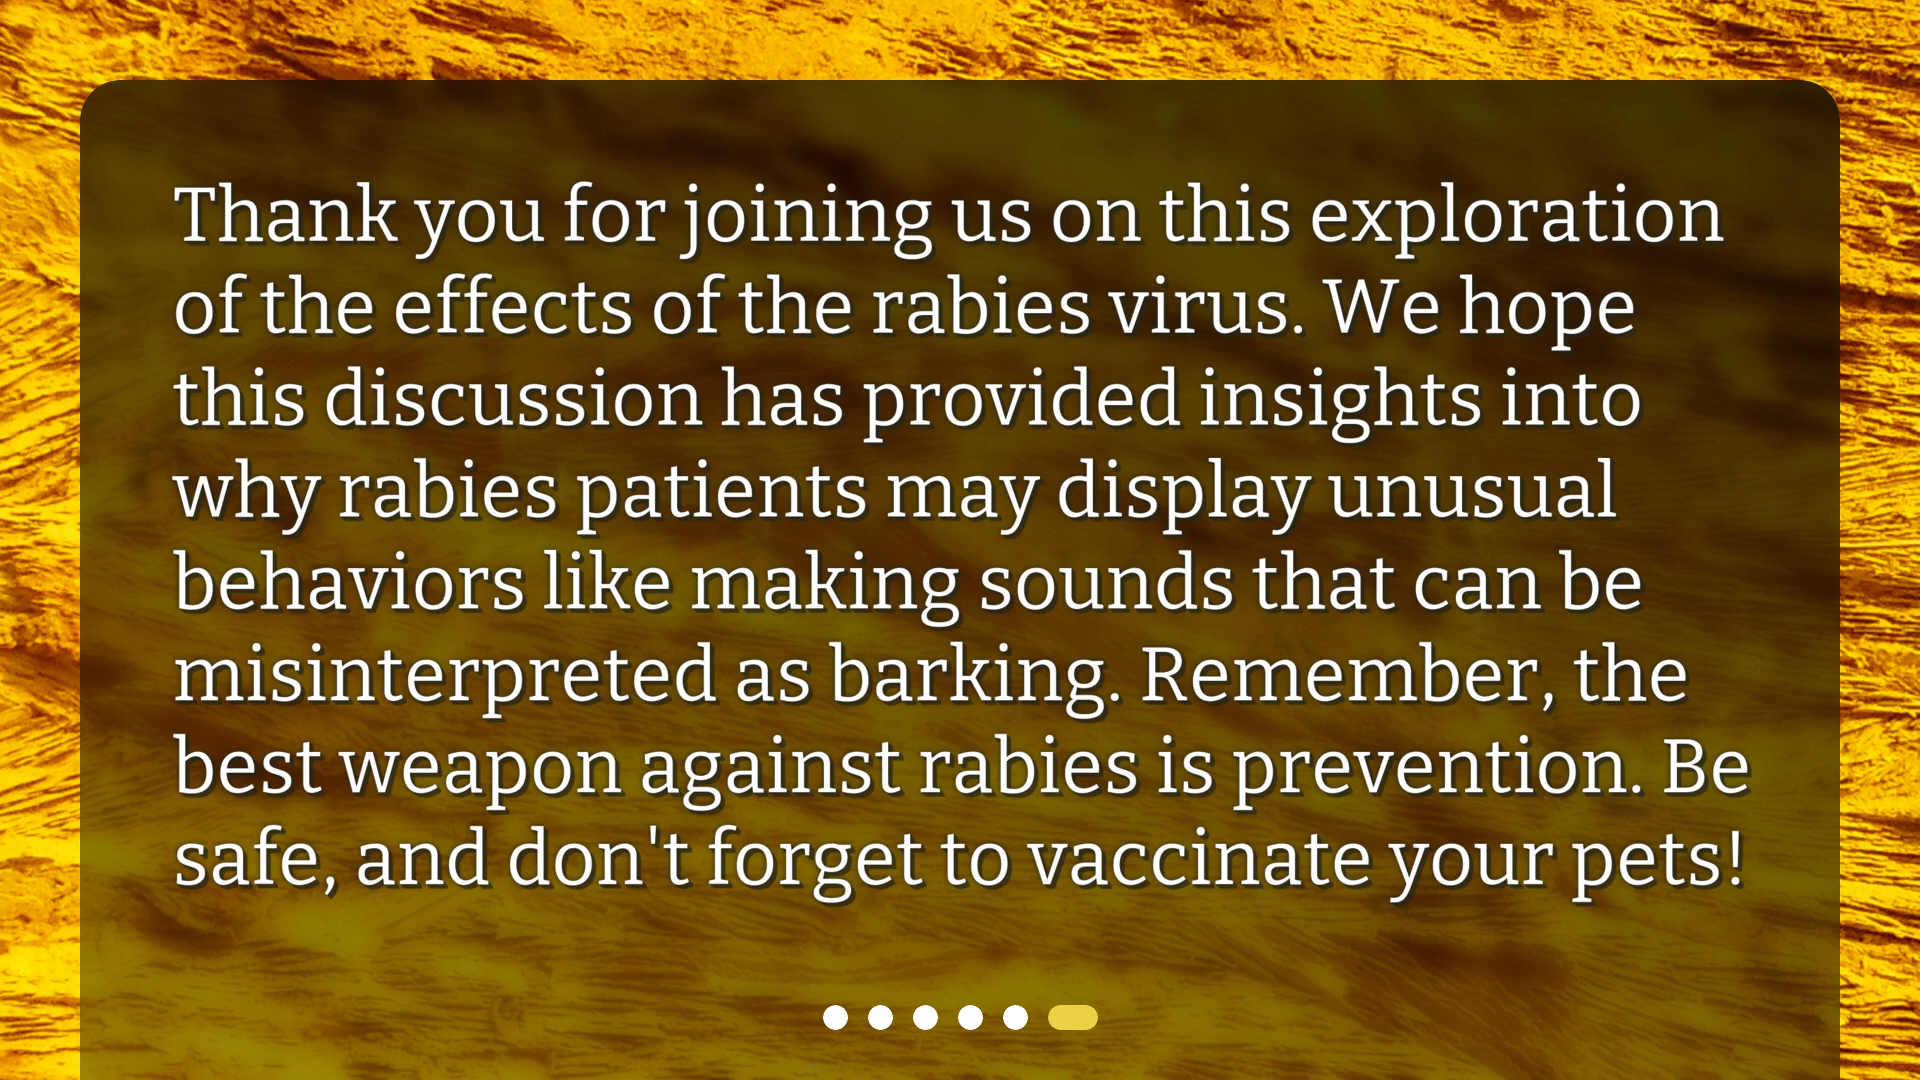 Thank you for joining us on this exploration
of the effects of the rabies virus. We hope
this discussion has provided insights into
why rabies patients may display unusual
behaviors like making sounds that can be
misinterpreted as barking. Remember, the
best weapon against rabies is prevention. Be
safe, and don't forget to vaccinate your pets!